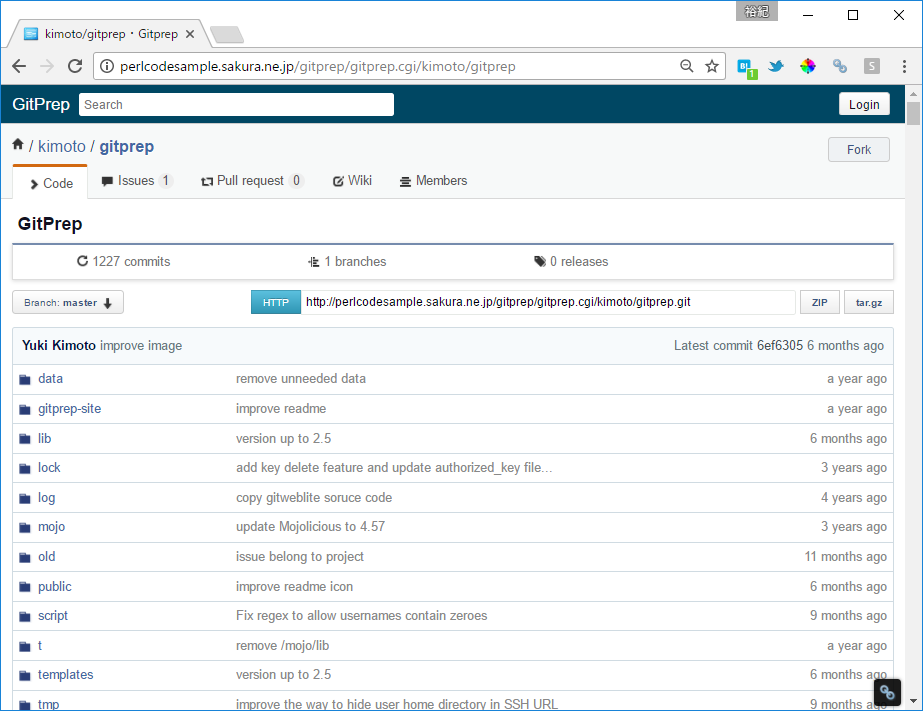 裕紀
kimoto/gitprep · Gitprep
perlcodesample.sakura.ne.jp/gitprep/gitprep.cgi/kimoto/gitprep
B! 1
S
GitPrep Search Login
/ kimoto / gitprep Fork
Code Issues 1 Pull request 0 Wiki Members
GitPrep
1227 commits 1 branches 0 releases
Branch: master HTTP http://perlcodesample.sakura.ne.jp/gitprep/gitprep.cgi/kimoto/gitprep.git ZIP tar.gz
Yuki Kimoto improve image Latest commit 6ef6305 6 months ago
data remove unneeded data a year ago
gitprep-site improve readme a year ago
lib version up to 2.5 6 months ago
lock add key delete feature and update authorized_key file... 3 years ago
log copy gitweblite soruce code 4 years ago
mojo update Mojolicious to 4.57 3 years ago
old issue belong to project 11 months ago
public improve readme icon 6 months ago
script Fix regex to allow usernames contain zeroes 9 months ago
t remove /mojo/lib a year ago
templates version up to 2.5 6 months ago
tmp improve the way to hide user home directory in SSH URL 9 months ago